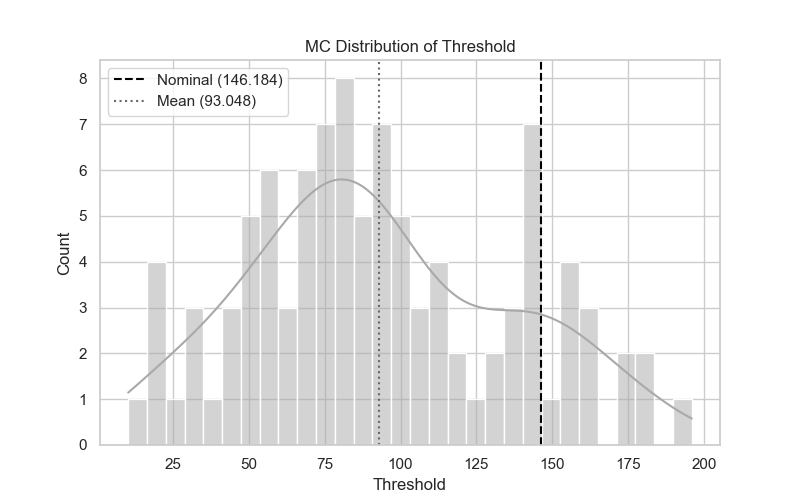 MC Distribution of Threshold
Nominal (146.184)
Mean (93.048)
8
7
6
5
4
3
2
1
0
Count
25 50 75 100 125 150 175 200
Threshold